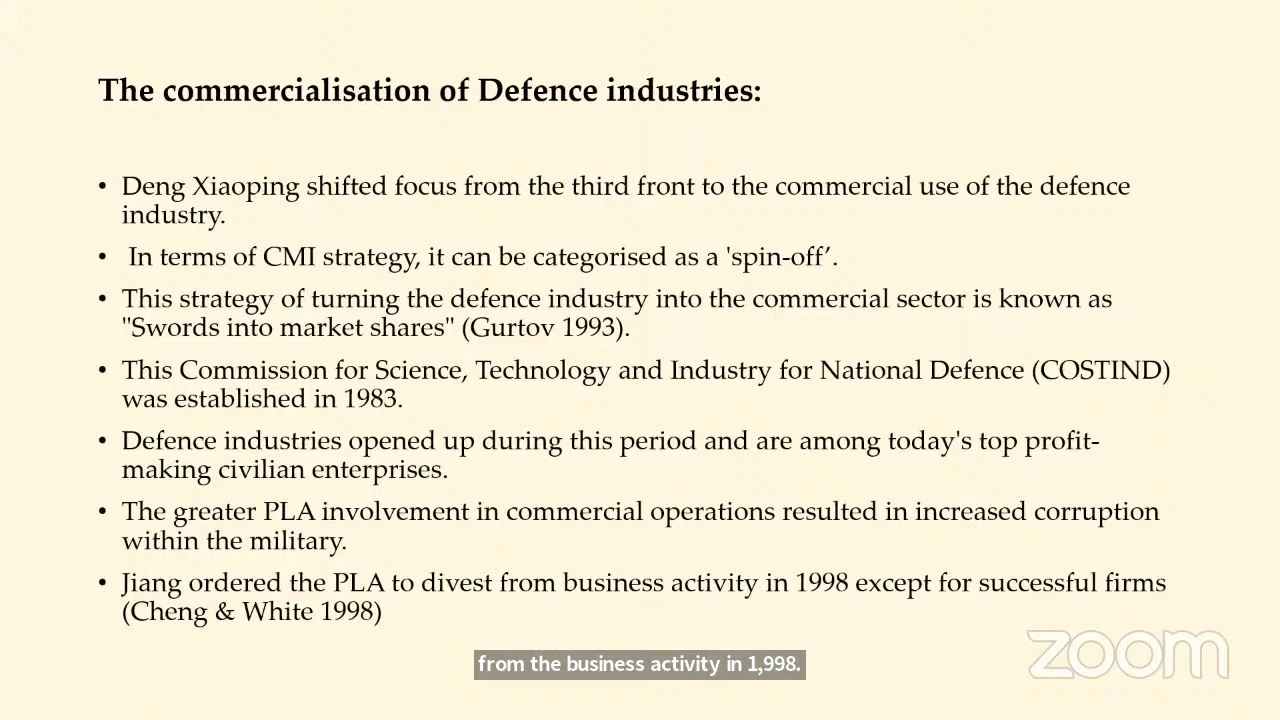 The commercialisation of Defence industries:
• Deng Xiaoping shifted focus from the third front to the commercial use of the defence
industry.
• In terms of CMI strategy, it can be categorised as a 'spin-off’.
• This strategy of turning the defence industry into the commercial sector is known as
"Swords into market shares" (Gurtov 1993).
• This Commission for Science, Technology and Industry for National Defence (COSTIND)
was established in 1983.
• Defence industries opened up during this period and are among today's top profit-
making civilian enterprises.
• The greater PLA involvement in commercial operations resulted in increased corruption
within the military.
• Jiang ordered the PLA to divest from business activity in 1998 except for successful firms
(Cheng & White 1998)
from the business activity in 1,998.
zoom